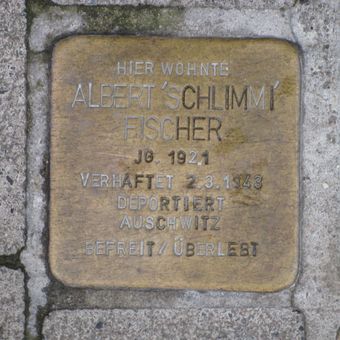 HIER WOHNTE
ALBERT 'SCHLIMMI'
FISCHER
JG. 1921
VERHAFTET 2.3.1943
DEPORTIERT
AUSCHWITZ
BEFREIT / ÜBERLEBT